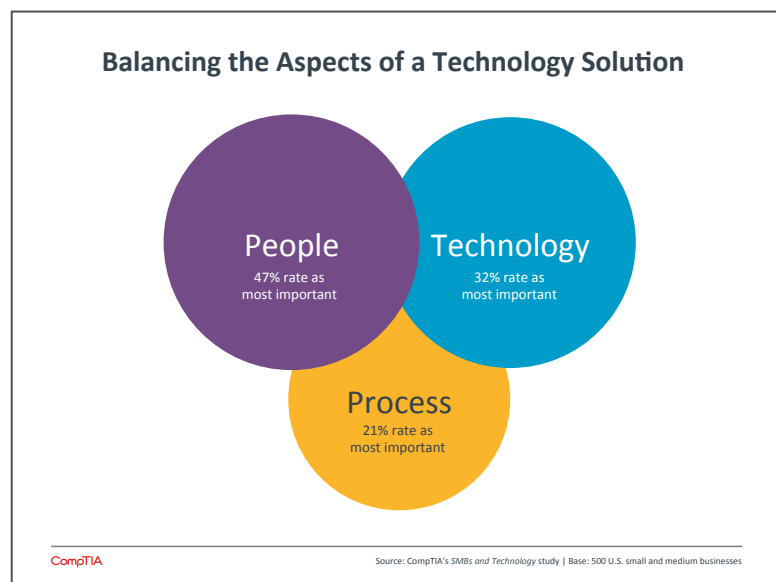 Balancing the Aspects of a Technology Solution
People
47% rate as
most important
Technology
32% rate as
most important
Process
21% rate as
most important
CompTIA.
Source: CompTIA's SMBs and Technology study | Base: 500 U.S. small and medium businesses